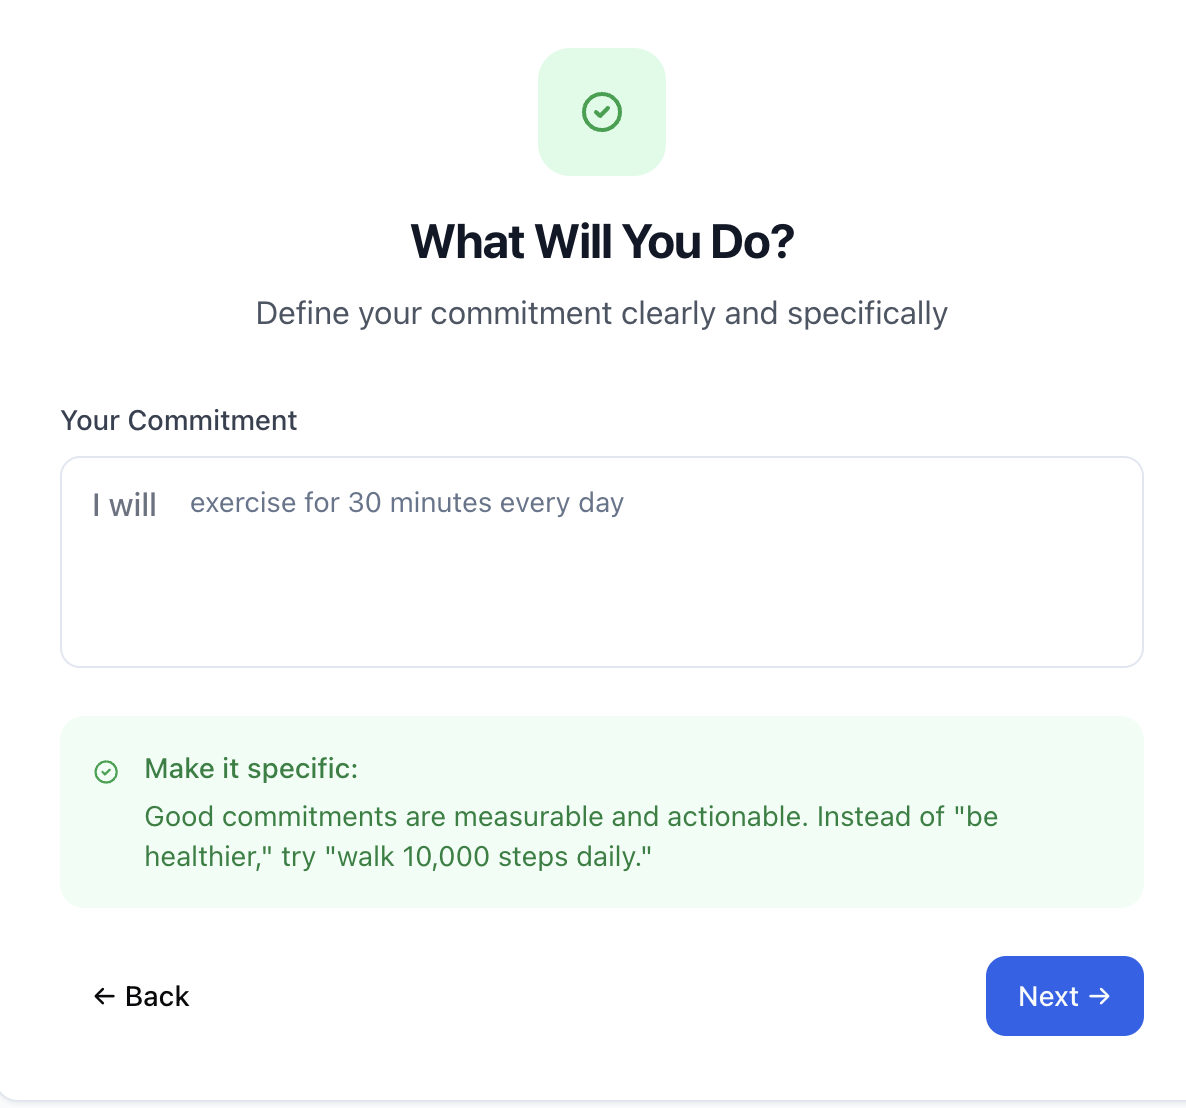 What Will You Do?
Define your commitment clearly and specifically
Your Commitment
I will exercise for 30 minutes every day
Make it specific:
Good commitments are measurable and actionable. Instead of "be
healthier," try "walk 10,000 steps daily."
← Back
Next →